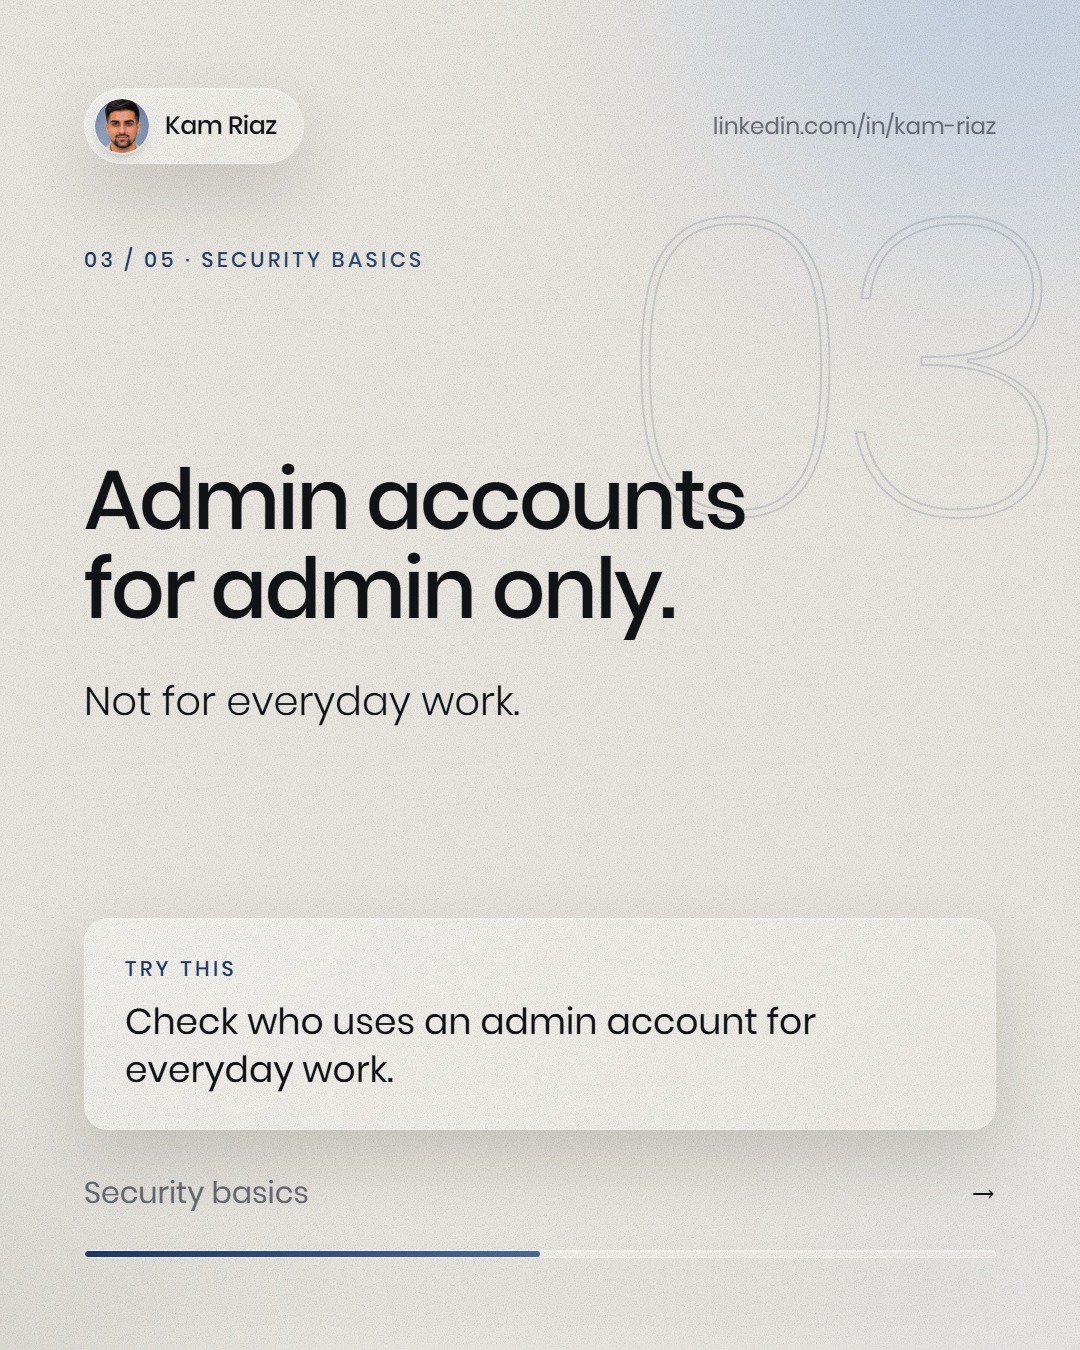 Kam Riaz
linkedin.com/in/kam-riaz
03 / 05 · SECURITY BASICS
03
Admin accounts
for admin only.
Not for everyday work.
TRY THIS
Check who uses an admin account for
everyday work.
Security basics
→